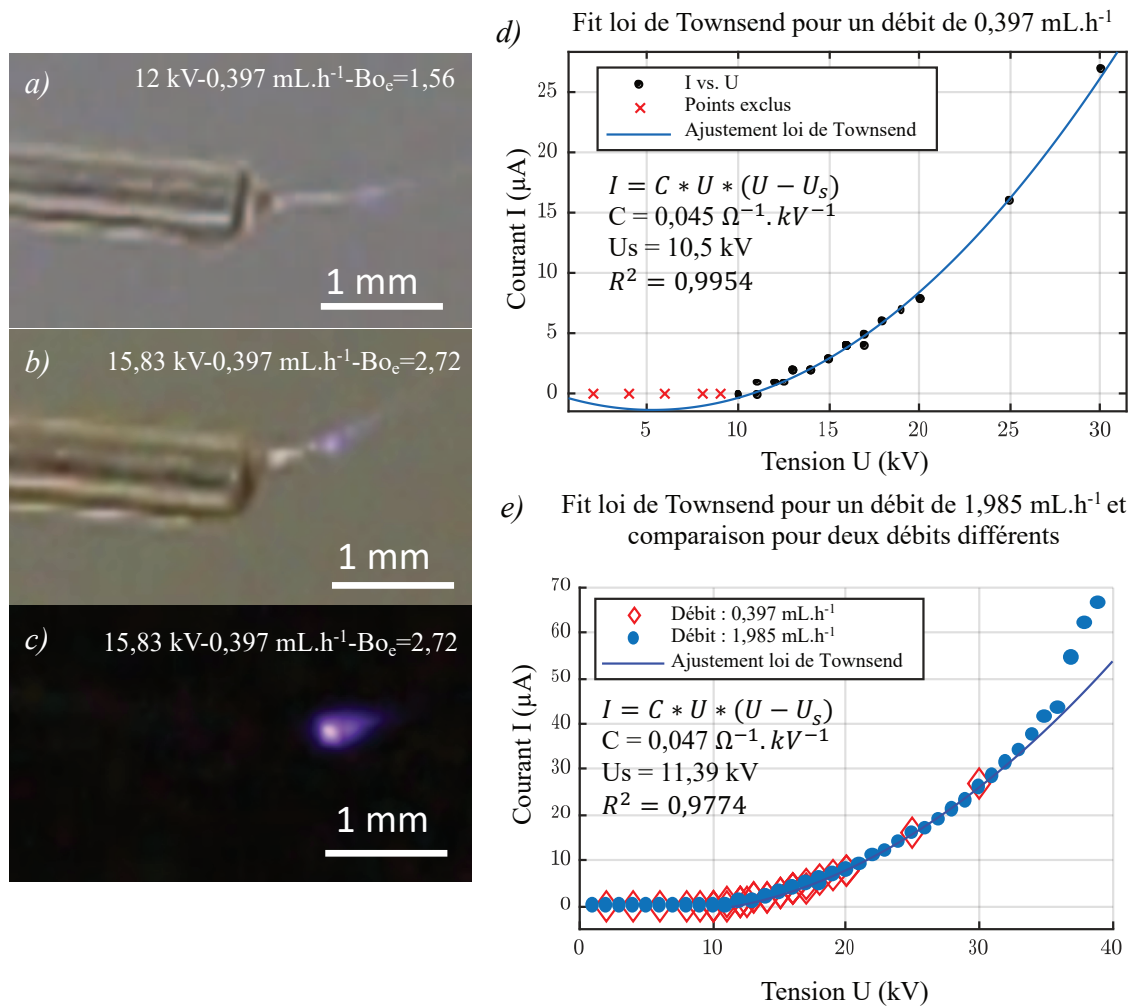 a)
12 kV-0,397 mL.h⁻¹-Boₑ=1,56
1 mm
b)
15,83 kV-0,397 mL.h⁻¹-Boₑ=2,72
1 mm
c)
15,83 kV-0,397 mL.h⁻¹-Boₑ=2,72
1 mm
d)
Fit loi de Townsend pour un débit de 0,397 mL.h⁻¹
I vs. U
Points exclus
Ajustement loi de Townsend
I = C * U * (U − Uₛ)
C = 0,045 Ω⁻¹.kV⁻¹
Us = 10,5 kV
R² = 0,9954
Courant I (µA)
25
20
15
10
5
0
5
10
15
20
25
30
Tension U (kV)
e)
Fit loi de Townsend pour un débit de 1,985 mL.h⁻¹ et
comparaison pour deux débits différents
Débit : 0,397 mL.h⁻¹
Débit : 1,985 mL.h⁻¹
Ajustement loi de Townsend
I = C * U * (U − Uₛ)
C = 0,047 Ω⁻¹.kV⁻¹
Us = 11,39 kV
R² = 0,9774
Courant I (µA)
70
60
50
40
30
20
10
0
0
10
20
30
40
Tension U (kV)